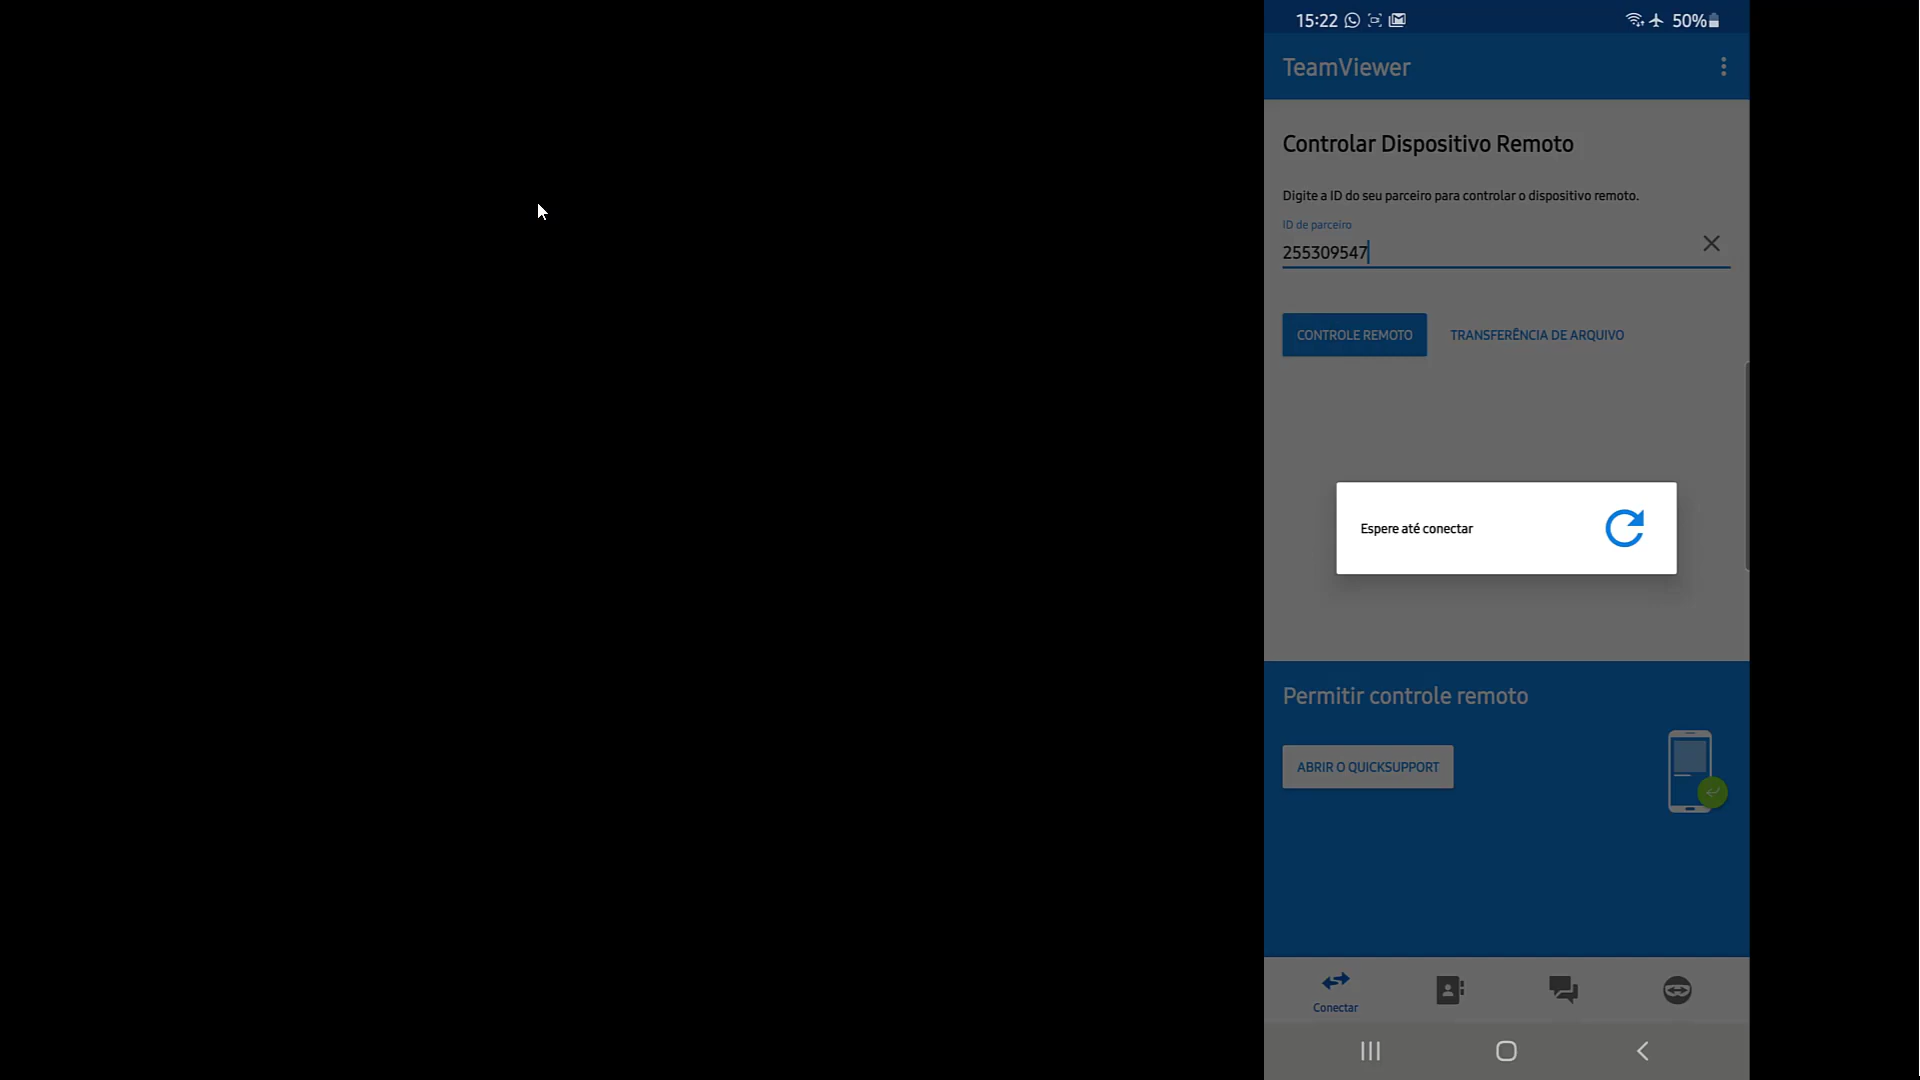 15:22 50%
TeamViewer
Controlar Dispositivo Remoto
Digite a ID do seu parceiro para controlar o dispositivo remoto.
ID de parceiro
255309547
CONTROLE REMOTO TRANSFERÊNCIA DE ARQUIVO
Espere até conectar
Permitir controle remoto
ABRIR O QUICKSUPPORT
Conectar